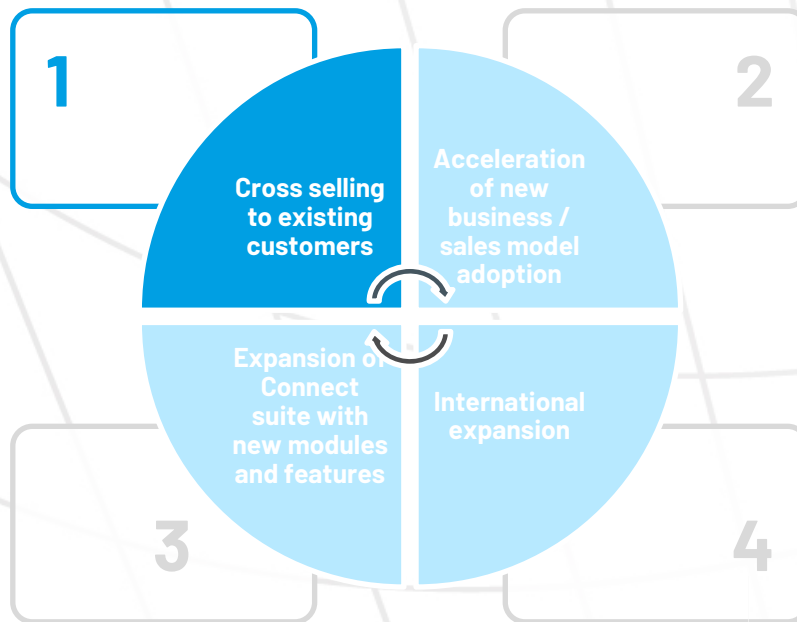 1
Cross selling
to existing
customers
2
Acceleration
of new
business /
sales model
adoption
3
Expansion of
Connect
suite with
new modules
and features
4
International
expansion